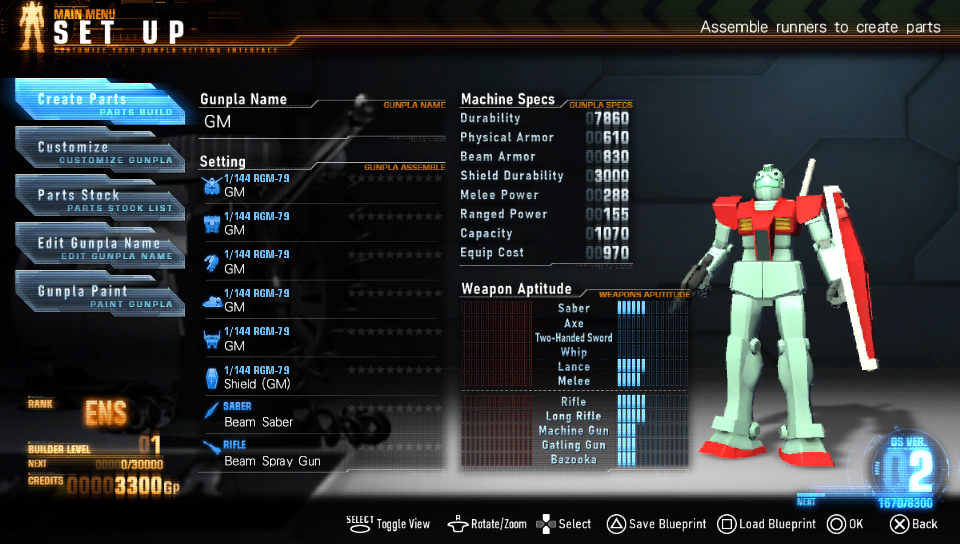 MAIN MENU
SET UP
CUSTOMIZE YOUR GUNPLA SETTING INTERFACE
Assemble runners to create parts
Create Parts
PARTS BUILD
Customize
CUSTOMIZE GUNPLA
Parts Stock
PARTS STOCK LIST
Edit Gunpla Name
EDIT GUNPLA NAME
Gunpla Paint
PAINT GUNPLA
RANK ENS
BUILDER LEVEL 01
NEXT 00000/30000
CREDITS 00003300Gp
Gunpla Name
GUNPLA NAME
GM
Setting
GUNPLA ASSEMBLE
1/144 RGM-79
GM
1/144 RGM-79
GM
1/144 RGM-79
GM
1/144 RGM-79
GM
1/144 RGM-79
GM
1/144 RGM-79
Shield (GM)
SABER
Beam Saber
RIFLE
Beam Spray Gun
Machine Specs
GUNPLA SPECS
Durability 07860
Physical Armor 00610
Beam Armor 00830
Shield Durability 03000
Melee Power 00288
Ranged Power 00155
Capacity 01070
Equip Cost 00970
Weapon Aptitude
WEAPONS APUTITUDE
Saber
Axe
Two-Handed Sword
Whip
Lance
Melee
Rifle
Long Rifle
Machine Gun
Gatling Gun
Bazooka
OS VER.
02
NEXT 1670/8300
SELECT Toggle View
R Rotate/Zoom
Select
Save Blueprint
Load Blueprint
OK
Back